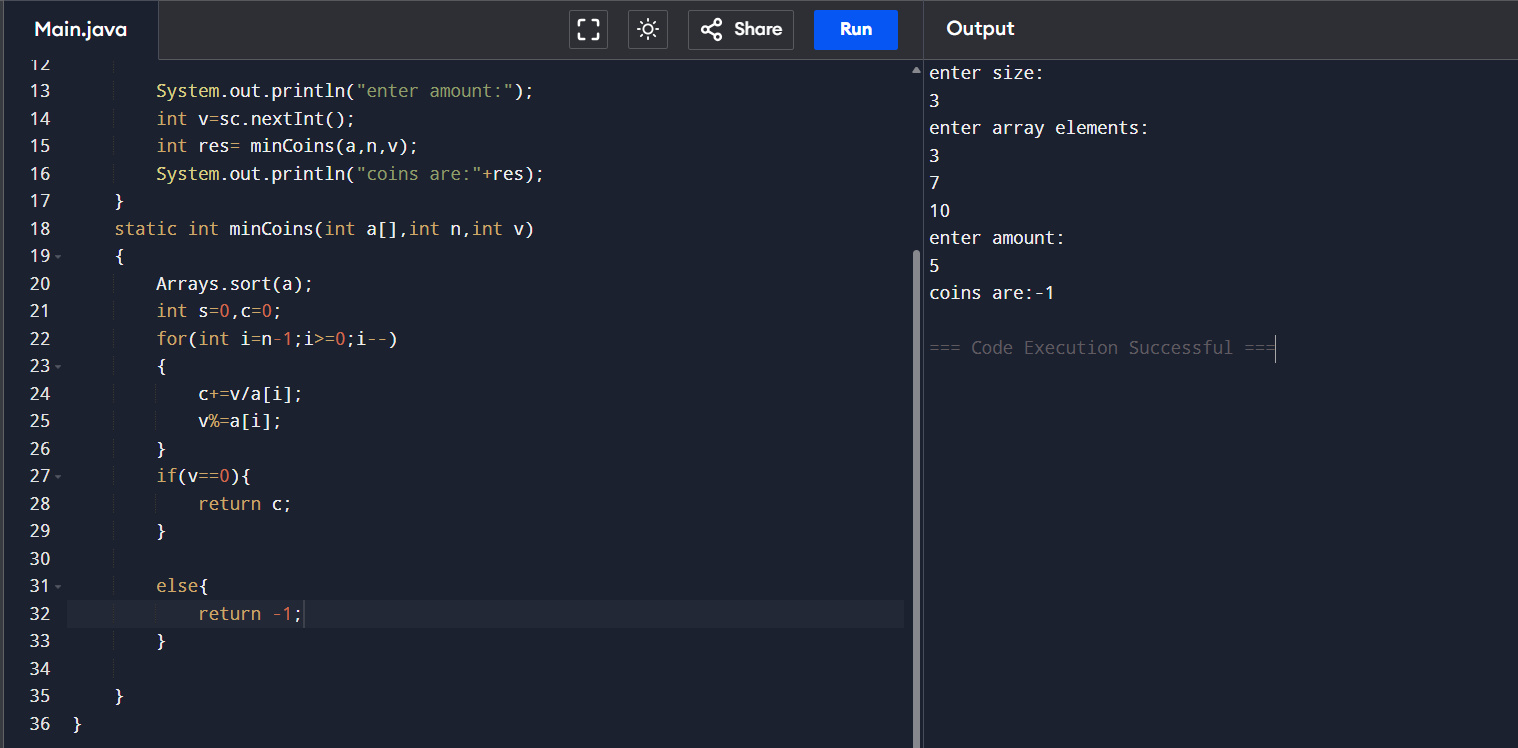 Main.java
Share
Run
Output
12
13 System.out.println("enter amount:");
14 int v=sc.nextInt();
15 int res= minCoins(a,n,v);
16 System.out.println("coins are:"+res);
17 }
18 static int minCoins(int a[],int n,int v)
19 {
20 Arrays.sort(a);
21 int s=0,c=0;
22 for(int i=n-1;i>=0;i--)
23 {
24 c+=v/a[i];
25 v%=a[i];
26 }
27 if(v==0){
28 return c;
29 }
30
31 else{
32 return -1;
33 }
34
35 }
36 }
enter size:
3
enter array elements:
3
7
10
enter amount:
5
coins are:-1
=== Code Execution Successful ===